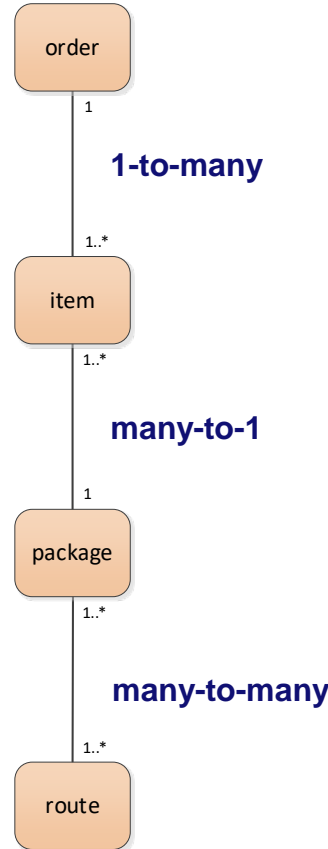 order
1
1-to-many
1..*
item
1..*
many-to-1
1
package
1..*
many-to-many
1..*
route